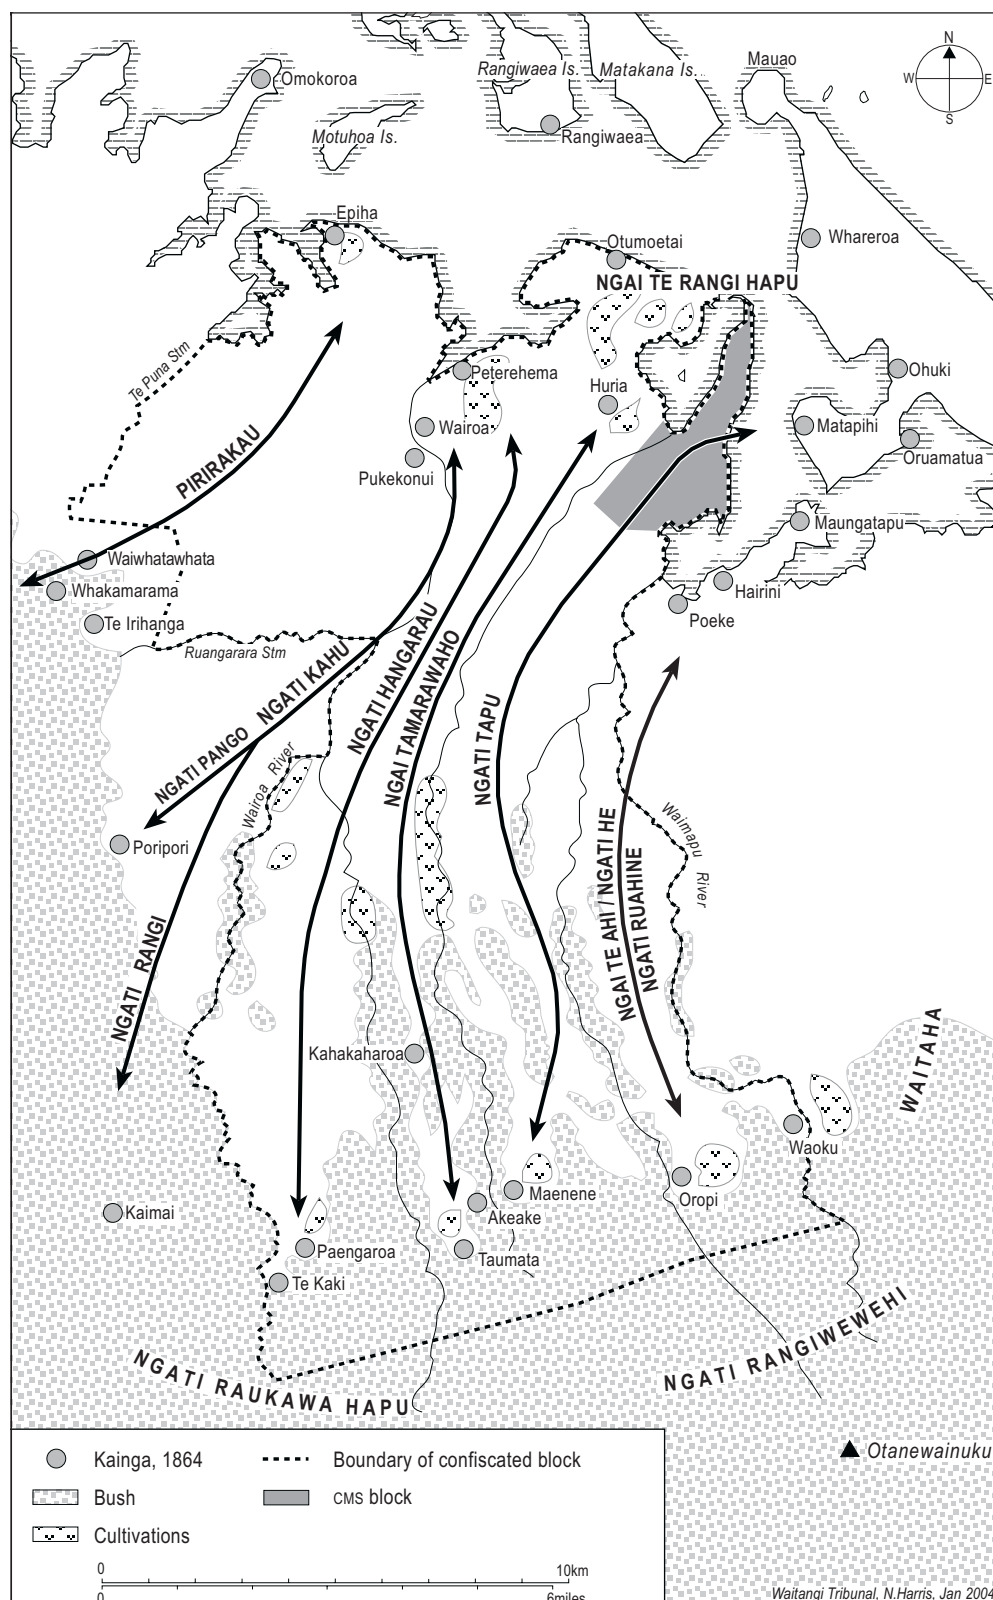 N
W E
S
Mauao
Rangiwaea Is.
Matakana Is.
Omokoroa
Motuhoa Is.
Rangiwaea
Epiha
Whareroa
Otumoetai
NGAI TE RANGI HAPU
Te Puna Stm
Peterehema
Ohuki
Huria
Wairoa
Matapihi
PIRIRAKAU
Oruamatua
Pukekonui
Maungatapu
Waiwhatawhata
Whakamarama
Hairini
Te Irihanga
Poeke
Ruangarara Stm
NGATI KAHU
NGATI HANGARAU
NGAI TAMARAWAHO
NGATI PANGO
NGATI TAPU
Wairoa River
Waimapu River
Poripori
NGAI TE AHI / NGATI HE
NGATI RUAHINE
NGATI RANGI
Kahakaharoa
WAITAHA
Waoku
Maenene
Oropi
Akeake
Kaimai
Paengaroa
Taumata
Te Kaki
NGATI RANGIWEWEHI
NGATI RAUKAWA HAPU
Otanewainuku
Kainga, 1864
Boundary of confiscated block
Bush
CMS block
Cultivations
0 10km
0 6miles
Waitangi Tribunal, N.Harris, Jan 2004